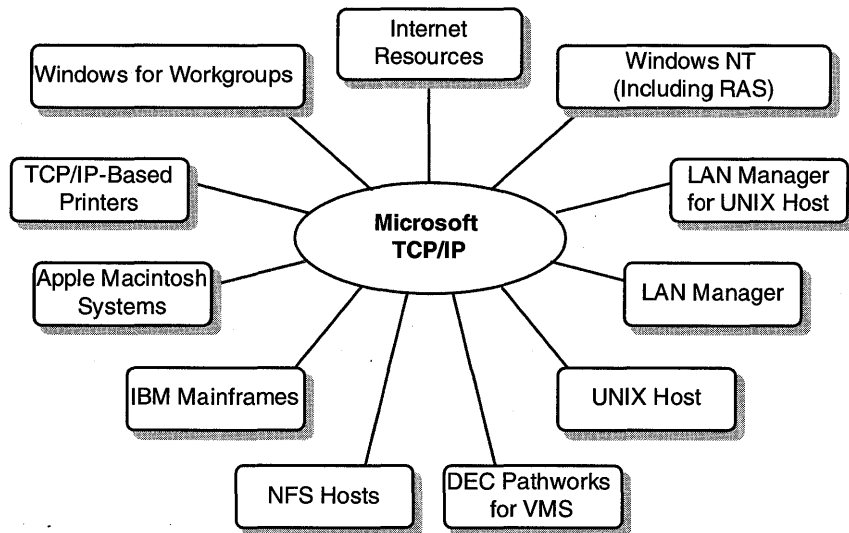 Internet
Resources
Windows for Workgroups
Windows NT
(Including RAS)
TCP/IP-Based
Printers
LAN Manager
for UNIX Host
Microsoft
TCP/IP
Apple Macintosh
Systems
LAN Manager
IBM Mainframes
UNIX Host
NFS Hosts
DEC Pathworks
for VMS